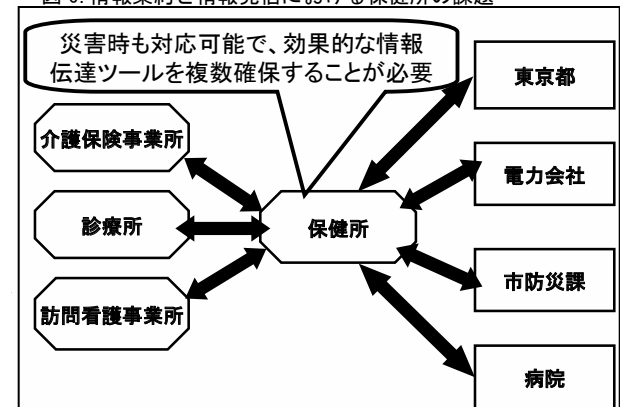 図 6. 情報集約と情報発信における保健所の課題
災害時も対応可能で、効果的な情報
伝達ツールを複数確保することが必要
東京都
介護保険事業所
電力会社
診療所
保健所
市防災課
訪問看護事業所
病院